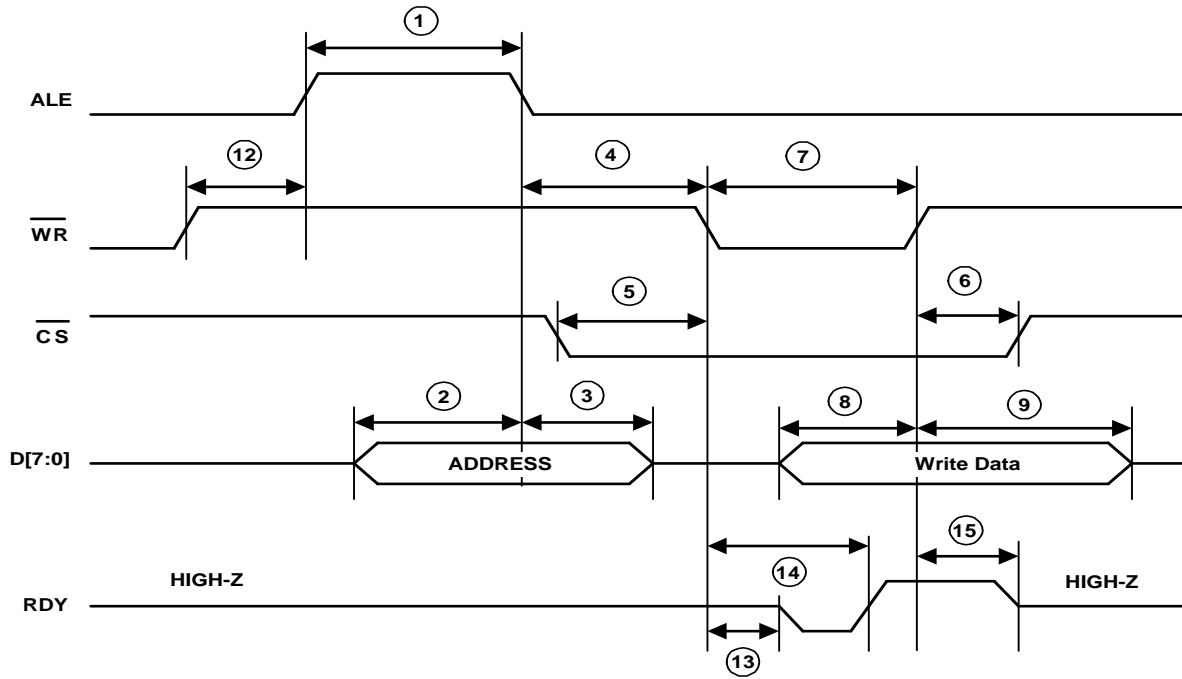 1
ALE
12
4
7
WR
5
6
CS
2
3
8
9
D[7:0]
ADDRESS
Write Data
15
HIGH-Z
14
HIGH-Z
RDY
13